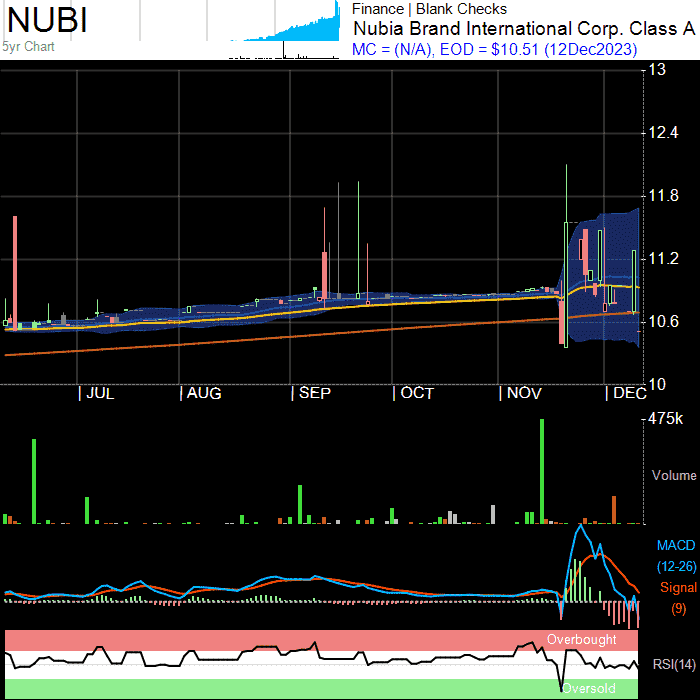 NUBI
Finance | Blank Checks
Nubia Brand International Corp. Class A
5yr Chart
MC = (N/A), EOD = $10.51 (12Dec2023)
13
12.4
11.8
11.2
10.6
10
JUL AUG SEP OCT NOV DEC
475k
Volume
MACD
(12-26)
Signal
(9)
Overbought
RSI(14)
Oversold